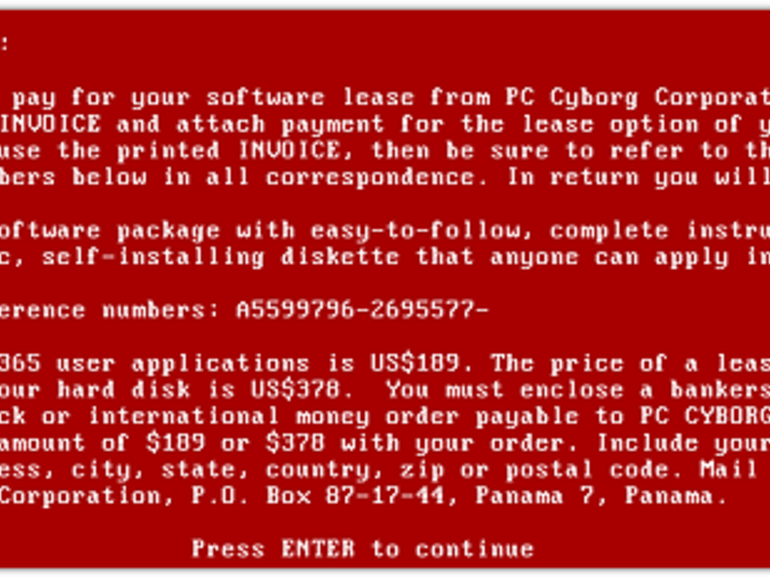 :
pay for your software lease from PC Cyborg Corporat
INVOICE and attach payment for the lease option of y
use the printed INVOICE, then be sure to refer to th
bers below in all correspondence. In return you will
oftware package with easy-to-follow, complete instru
c, self-installing diskette that anyone can apply in
erence numbers: A5599796-2695577-
365 user applications is US$189. The price of a leas
our hard disk is US$378. You must enclose a bankers
ck or international money order payable to PC CYBORG
amount of $189 or $378 with your order. Include your
ess, city, state, country, zip or postal code. Mail
Corporation, P.O. Box 87-17-44, Panama 7, Panama.
Press ENTER to continue